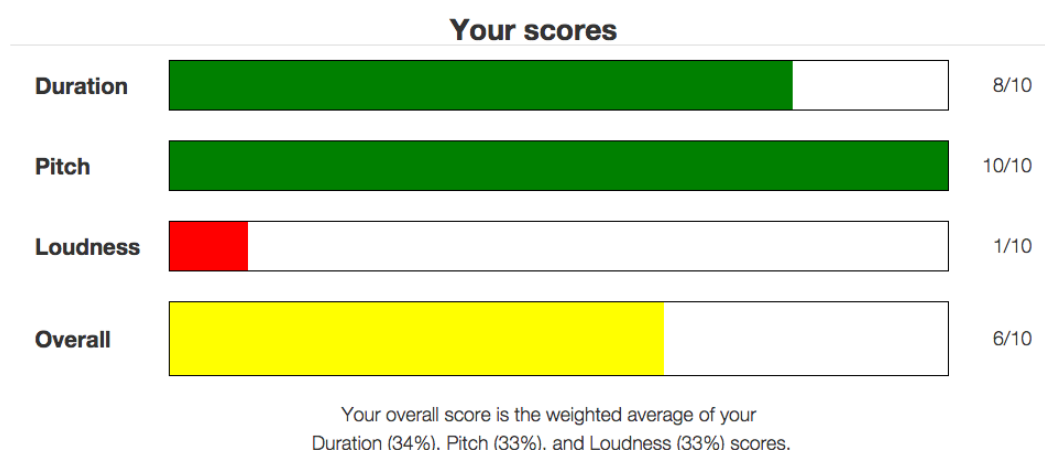 Your scores
Duration 8/10
Pitch 10/10
Loudness 1/10
Overall 6/10
Your overall score is the weighted average of your
Duration (34%), Pitch (33%), and Loudness (33%) scores.